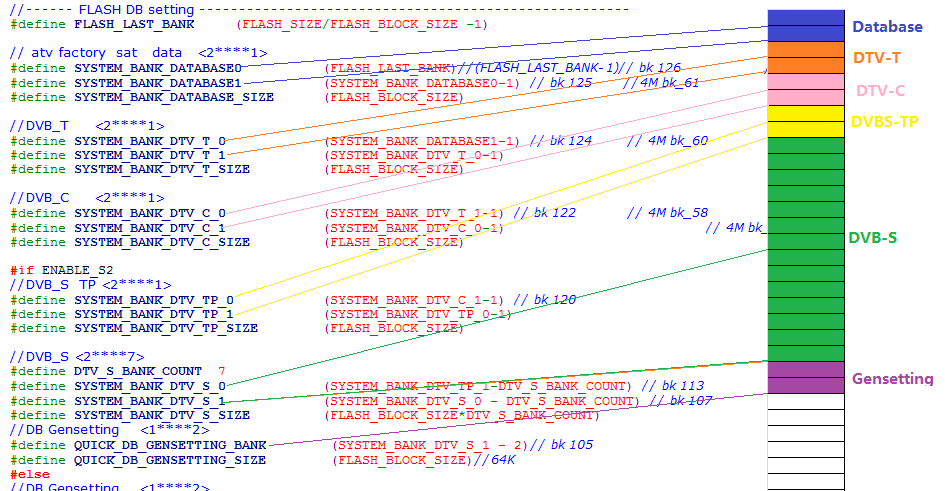 //------ FLASH DB setting ------------------------------------------------------
#define FLASH_LAST_BANK (FLASH_SIZE/FLASH_BLOCK_SIZE -1)
// atv factory sat data <2****1>
#define SYSTEM_BANK_DATABASE0 (FLASH_LAST_BANK)//(FLASH_LAST_BANK-1)// bk 126
#define SYSTEM_BANK_DATABASE1 (SYSTEM_BANK_DATABASE0-1) // bk 125 //4M bk_61
#define SYSTEM_BANK_DATABASE_SIZE (FLASH_BLOCK_SIZE)
//DVB_T <2****1>
#define SYSTEM_BANK_DTV_T_0 (SYSTEM_BANK_DATABASE1-1) // bk 124 // 4M bk_60
#define SYSTEM_BANK_DTV_T_1 (SYSTEM_BANK_DTV_T_0-1)
#define SYSTEM_BANK_DTV_T_SIZE (FLASH_BLOCK_SIZE)
//DVB_C <2****1>
#define SYSTEM_BANK_DTV_C_0 (SYSTEM_BANK_DTV_T_1-1) // bk 122 // 4M bk_58
#define SYSTEM_BANK_DTV_C_1 (SYSTEM_BANK_DTV_C_0-1) // 4M bk_
#define SYSTEM_BANK_DTV_C_SIZE (FLASH_BLOCK_SIZE)
#if ENABLE_S2
//DVB_S TP <2****1>
#define SYSTEM_BANK_DTV_TP_0 (SYSTEM_BANK_DTV_C_1-1) // bk 120
#define SYSTEM_BANK_DTV_TP_1 (SYSTEM_BANK_DTV_TP_0-1)
#define SYSTEM_BANK_DTV_TP_SIZE (FLASH_BLOCK_SIZE)
//DVB_S <2****7>
#define DTV_S_BANK_COUNT 7
#define SYSTEM_BANK_DTV_S_0 (SYSTEM_BANK_DTV_TP_1-DTV_S_BANK_COUNT) // bk 113
#define SYSTEM_BANK_DTV_S_1 (SYSTEM_BANK_DTV_S_0 - DTV_S_BANK_COUNT) // bk 107
#define SYSTEM_BANK_DTV_S_SIZE (FLASH_BLOCK_SIZE*DTV_S_BANK_COUNT)
//DB Gensetting <1****2>
#define QUICK_DB_GENSETTING_BANK (SYSTEM_BANK_DTV_S_1 - 2)// bk 105
#define QUICK_DB_GENSETTING_SIZE (FLASH_BLOCK_SIZE)//64K
#else
//DB Gensetting <1****2>
Database
DTV-T
DTV-C
DVBS-TP
DVB-S
Gensetting